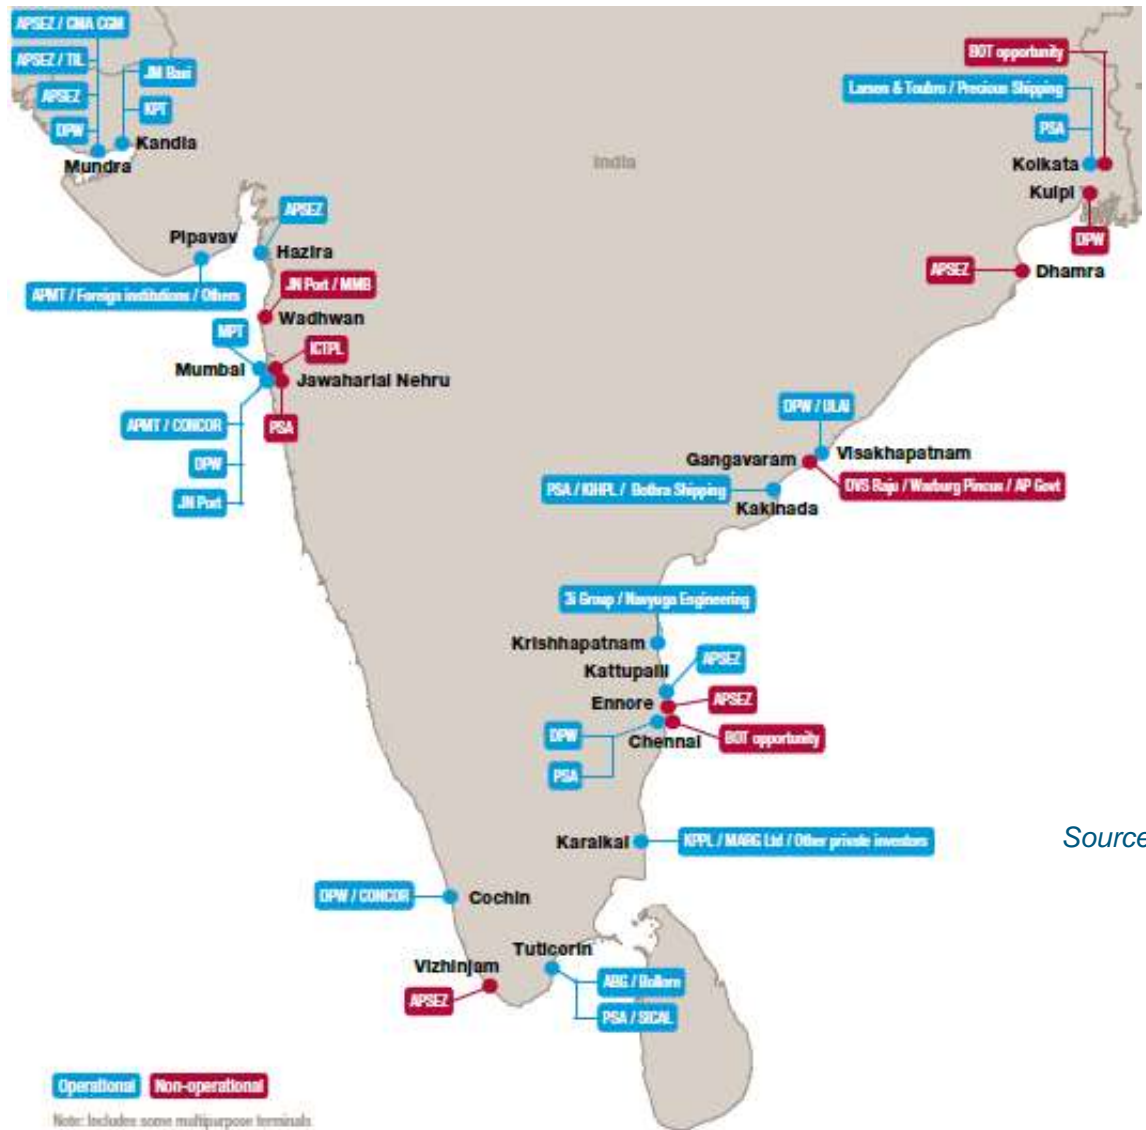 APSEZ / CMA CGM
APSEZ / TIL
APSEZ
DPW
JM Baxi
KPT
Kandla
Mundra
BOT opportunity
Larsen & Toubro / Precious Shipping
PSA
Kolkata
Kulpi
DPW
APSEZ
Dhamra
India
APSEZ
Pipavav
Hazira
APMT / Foreign institutions / Others
JN Port / MMB
Wadhwan
MPT
ICTPL
Mumbai
Jawaharlal Nehru
APMT / CONCOR
PSA
DPW
JN Port
DPW / ULAI
Visakhapatnam
Gangavaram
DVS Raju / Warburg Pincus / AP Govt
PSA / KIHPL / Bothra Shipping
Kakinada
3i Group / Navyuga Engineering
Krishhapatnam
Kattupalli
APSEZ
Ennore
APSEZ
DPW
Chennai
BOT opportunity
PSA
Karaikal
KPPL / MARG Ltd / Other private investors
Source
DPW / CONCOR
Cochin
Tuticorin
Vizhinjam
APSEZ
ABG / Bollore
PSA / SICAL
Operational
Non-operational
Note: Includes some multipurpose terminals